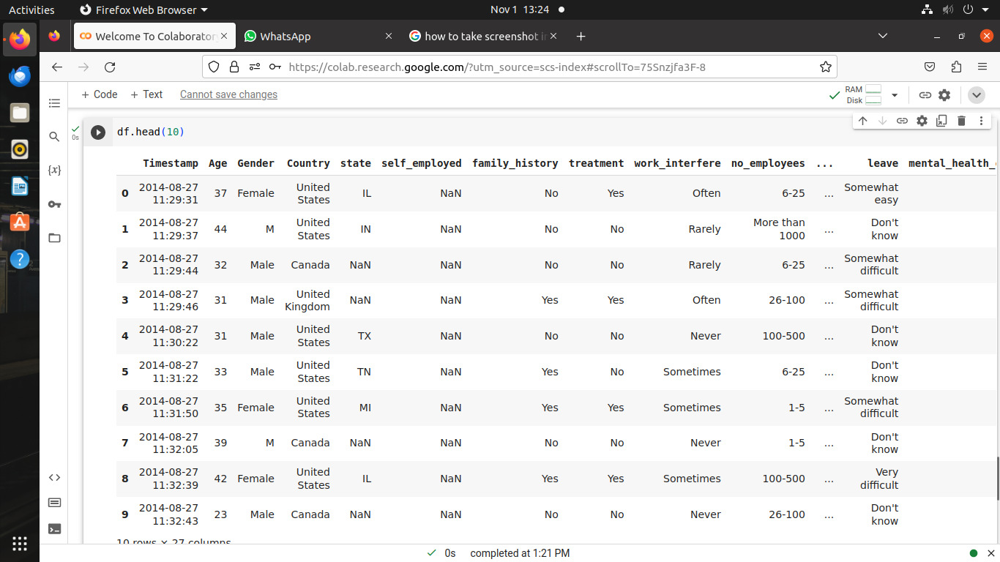 Activities Firefox Web Browser Nov 1 13:24
Welcome To Colaboratory WhatsApp how to take screenshot in
https://colab.research.google.com/?utm_source=scs-index#scrollTo=75Snzjfa3F-8
+ Code + Text Cannot save changes RAM
Disk
0s
df.head(10)
Timestamp Age Gender Country state self_employed family_history treatment work_interfere no_employees ... leave mental_health_
0 2014-08-27 11:29:31 37 Female United States IL NaN No Yes Often 6-25 ... Somewhat easy
1 2014-08-27 11:29:37 44 M United States IN NaN No No Rarely More than 1000 ... Don't know
2 2014-08-27 11:29:44 32 Male Canada NaN NaN No No Rarely 6-25 ... Somewhat difficult
3 2014-08-27 11:29:46 31 Male United Kingdom NaN NaN Yes Yes Often 26-100 ... Somewhat difficult
4 2014-08-27 11:30:22 31 Male United States TX NaN No No Never 100-500 ... Don't know
5 2014-08-27 11:31:22 33 Male United States TN NaN Yes No Sometimes 6-25 ... Don't know
6 2014-08-27 11:31:50 35 Female United States MI NaN Yes Yes Sometimes 1-5 ... Somewhat difficult
7 2014-08-27 11:32:05 39 M Canada NaN NaN No No Never 1-5 ... Don't know
8 2014-08-27 11:32:39 42 Female United States IL NaN Yes Yes Sometimes 100-500 ... Very difficult
9 2014-08-27 11:32:43 23 Male Canada NaN NaN No No Never 26-100 ... Don't know
10 rows × 27 columns
0s completed at 1:21 PM